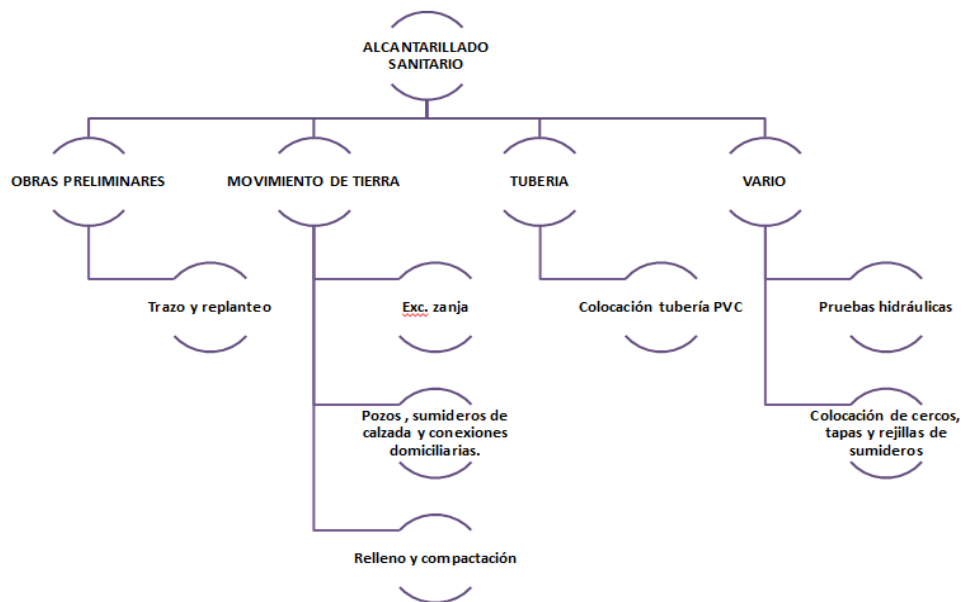 ALCANTARILLADO
SANITARIO
OBRAS PRELIMINARES
MOVIMIENTO DE TIERRA
TUBERIA
VARIO
Trazo y replanteo
Exc. zanja
Colocación tubería PVC
Pruebas hidráulicas
Pozos , sumideros de
calzada y conexiones
domiciliarias.
Colocación de cercos,
tapas y rejillas de
sumideros
Relleno y compactación